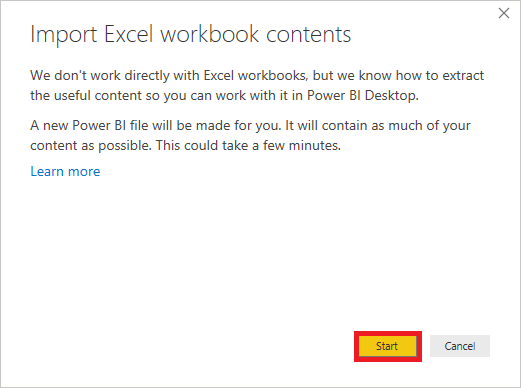 Import Excel workbook contents
We don't work directly with Excel workbooks, but we know how to extract
the useful content so you can work with it in Power BI Desktop.
A new Power BI file will be made for you. It will contain as much of your
content as possible. This could take a few minutes.
Learn more
Start
Cancel